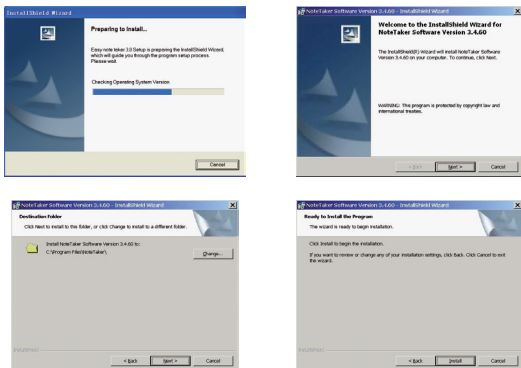 InstallShield Wizard
Preparing to Install...
Easy note taker 3.0 Setup is preparing the InstallShield Wizard,
which will guide you through the program setup process.
Please wait.
Checking Operating System Version
Cancel
NoteTaker Software Version 3.4.60 - InstallShield Wizard
Welcome to the InstallShield Wizard for
NoteTaker Software Version 3.4.60
The InstallShield(R) Wizard will install NoteTaker Software
Version 3.4.60 on your computer. To continue, click Next.
WARNING: This program is protected by copyright law and
international treaties.
< Back
Next >
Cancel
NoteTaker Software Version 3.4.60 - InstallShield Wizard
Destination Folder
Click Next to install to this folder, or click Change to install to a different folder.
Install NoteTaker Software Version 3.4.60 to:
C:\Program Files\NoteTaker\
Change...
InstallShield
< Back
Next >
Cancel
NoteTaker Software Version 3.4.60 - InstallShield Wizard
Ready to Install the Program
The wizard is ready to begin installation.
Click Install to begin the installation.
If you want to review or change any of your installation settings, click Back. Click Cancel to exit
the wizard.
InstallShield
< Back
Install
Cancel